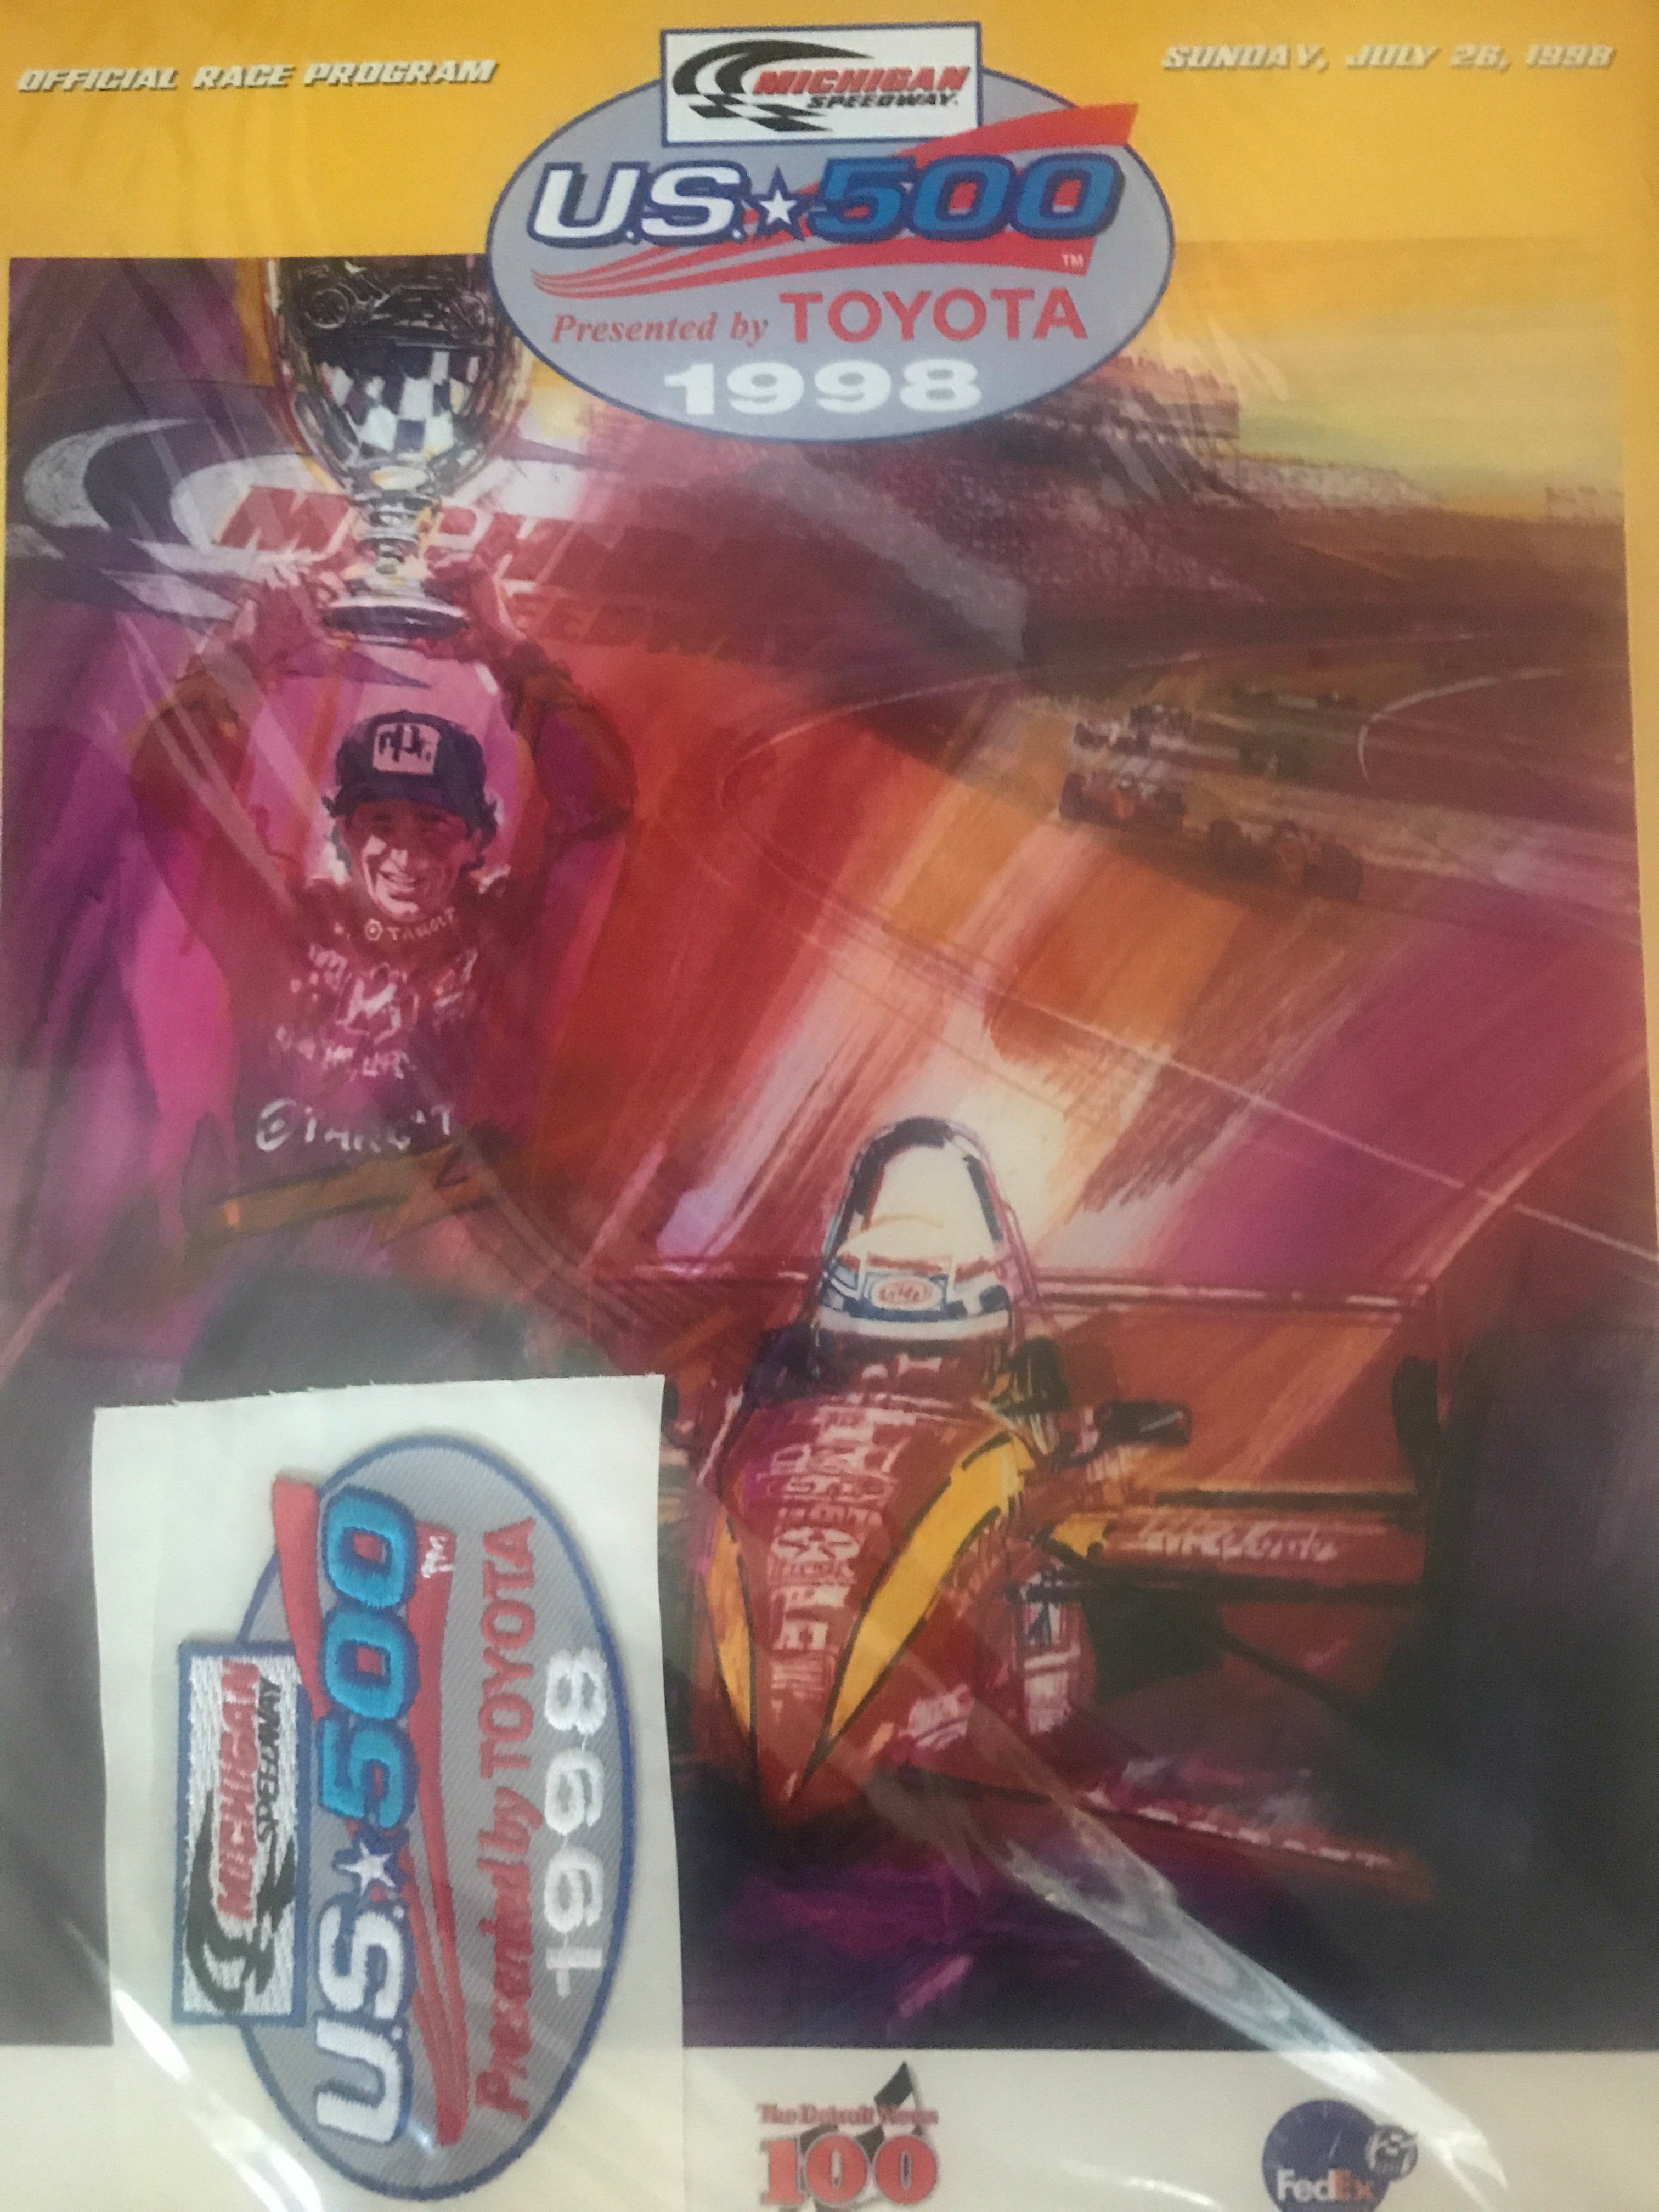 OFFICIAL RACE PROGRAM
SUNDAY, JULY 26, 1998
MICHIGAN
SPEEDWAY
U.S. 500
TM
Presented by TOYOTA
1998
TARGET
TARGET
MICHIGAN
SPEEDWAY
U.S. 500
TM
Presented by TOYOTA
1998
The Detroit News
100
FedEx